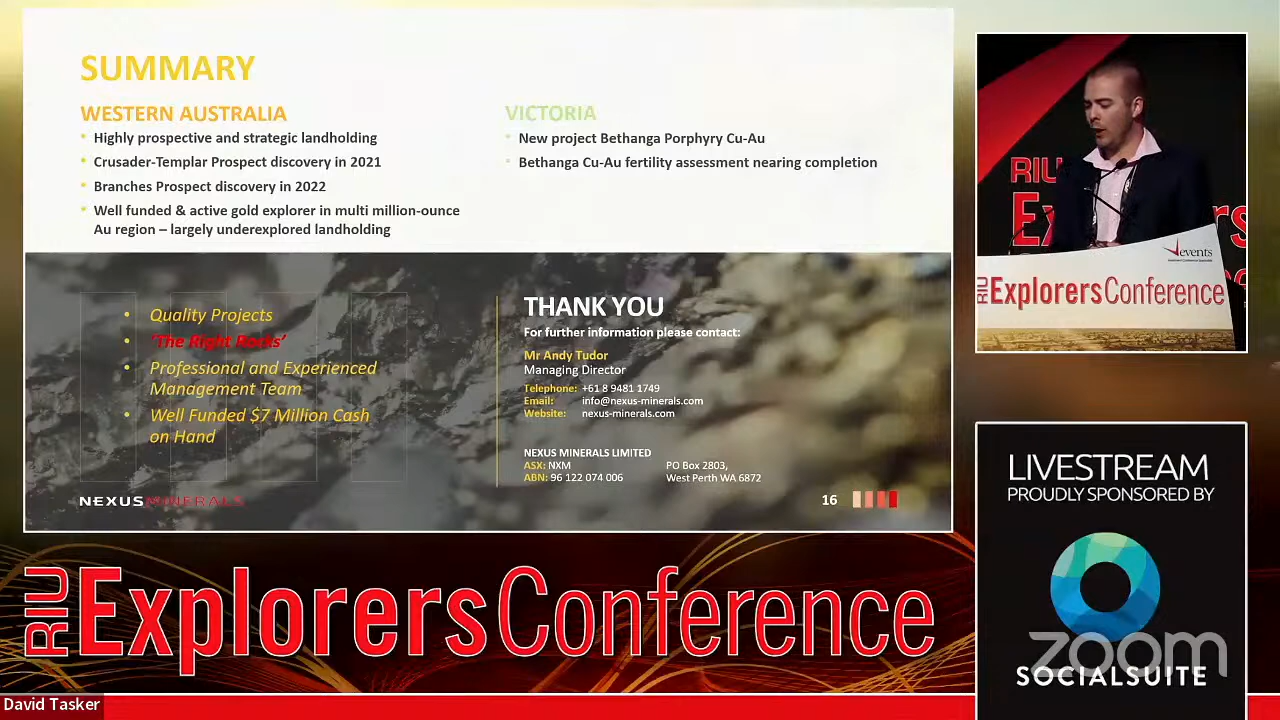 SUMMARY
WESTERN AUSTRALIA
Highly prospective and strategic landholding
Crusader-Templar Prospect discovery in 2021
Branches Prospect discovery in 2022
Well funded & active gold explorer in multi million-ounce
Au region – largely underexplored landholding
VICTORIA
New project Bethanga Porphyry Cu-Au
Bethanga Cu-Au fertility assessment nearing completion
Quality Projects
'The Right Rocks'
Professional and Experienced
Management Team
Well Funded $7 Million Cash
on Hand
NEXUSMINERALS
THANK YOU
For further information please contact:
Mr Andy Tudor
Managing Director
Telephone: +61 8 9481 1749
Email: info@nexus-minerals.com
Website: nexus-minerals.com
NEXUS MINERALS LIMITED
ASX: NXM
ABN: 96 122 074 006
PO Box 2803,
West Perth WA 6872
16
RIU
events
RIU ExplorersConference
LIVESTREAM
PROUDLY SPONSORED BY
zoom
SOCIALSUITE
RIU ExplorersConference
David Tasker